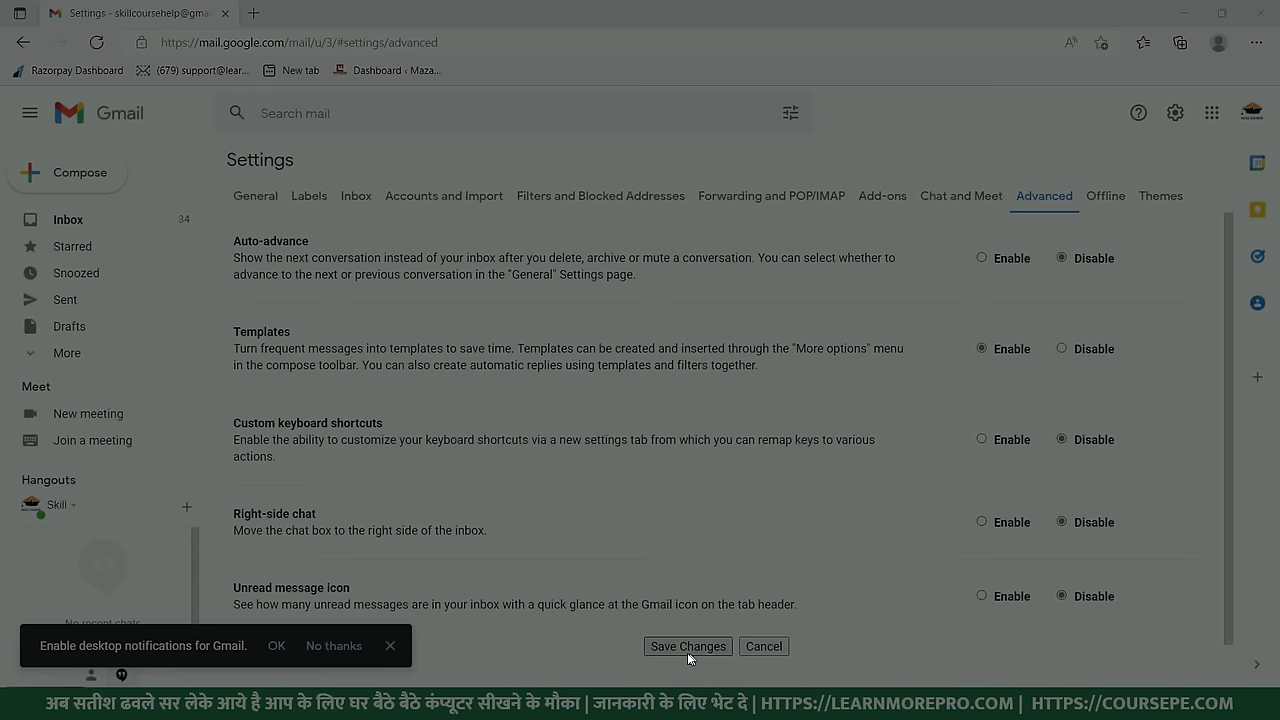 Settings - skillcoursehelp@gma
https://mail.google.com/mail/u/3/#settings/advanced
Razorpay Dashboard
(679) support@lear...
New tab
Dashboard ‹ Maza...
Gmail
Search mail
Compose
Inbox 34
Starred
Snoozed
Sent
Drafts
More
Meet
New meeting
Join a meeting
Hangouts
Skill
No recent chats
Settings
General Labels Inbox Accounts and Import Filters and Blocked Addresses Forwarding and POP/IMAP Add-ons Chat and Meet Advanced Offline Themes
Auto-advance
Show the next conversation instead of your inbox after you delete, archive or mute a conversation. You can select whether to
advance to the next or previous conversation in the "General" Settings page.
Enable Disable
Templates
Turn frequent messages into templates to save time. Templates can be created and inserted through the "More options" menu
in the compose toolbar. You can also create automatic replies using templates and filters together.
Enable Disable
Custom keyboard shortcuts
Enable the ability to customize your keyboard shortcuts via a new settings tab from which you can remap keys to various
actions.
Enable Disable
Right-side chat
Move the chat box to the right side of the inbox.
Enable Disable
Unread message icon
See how many unread messages are in your inbox with a quick glance at the Gmail icon on the tab header.
Enable Disable
Save Changes Cancel
Enable desktop notifications for Gmail. OK No thanks
अब सतीश ढवले सर लेके आये है आप के लिए घर बैठे बैठे कंप्यूटर सीखने के मौका | जानकारी के लिए भेट दे | HTTPS://LEARNMOREPRO.COM | HTTPS://COURSEPE.COM